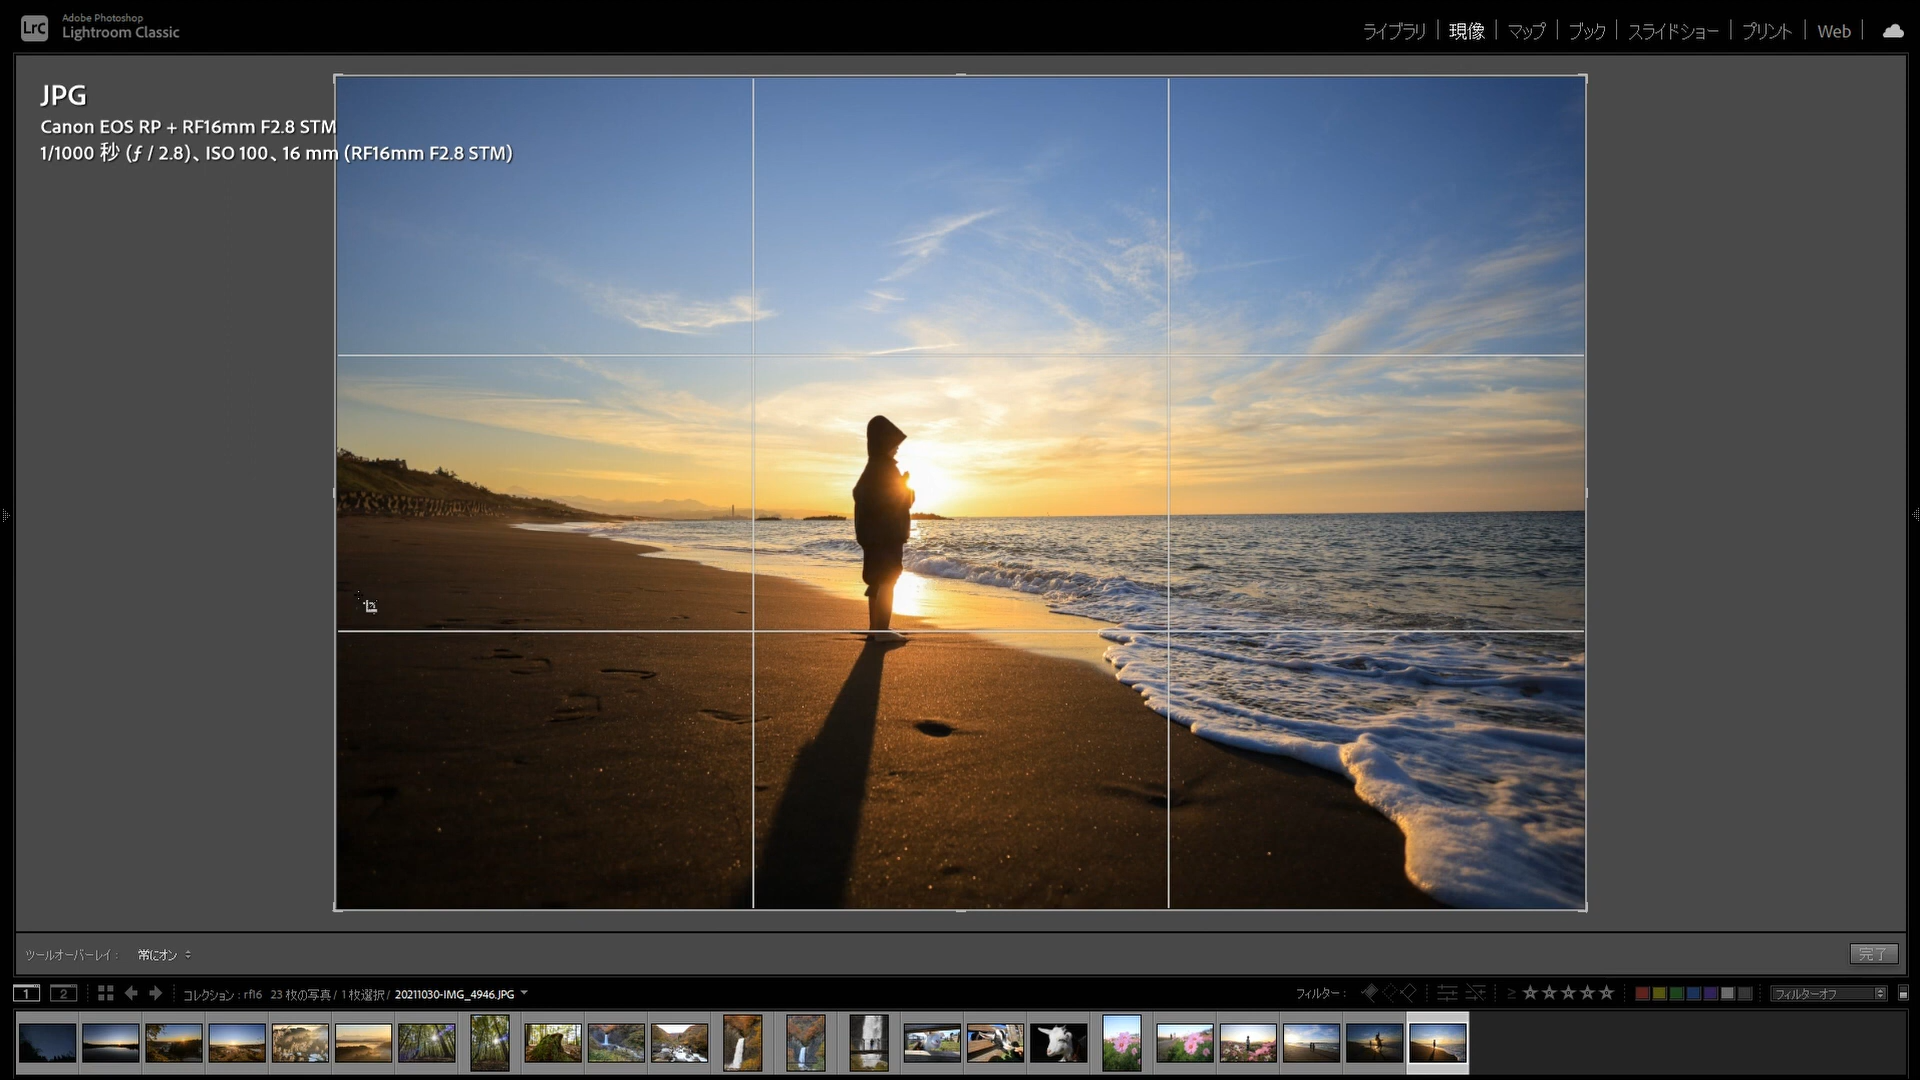 LrC
Adobe Photoshop
Lightroom Classic
ライブラリ | 現像 | マップ | ブック | スライドショー | プリント | Web |
JPG
Canon EOS RP + RF16mm F2.8 STM
1/1000 秒 (ƒ / 2.8)、ISO 100、16 mm (RF16mm F2.8 STM)
ツールオーバーレイ : 常にオン
完了
1 2 コレクション : rf16 23 枚の写真 / 1 枚選択 / 20211030-IMG_4946.JPG フィルター : ≥ ★★★★★ フィルターオフ